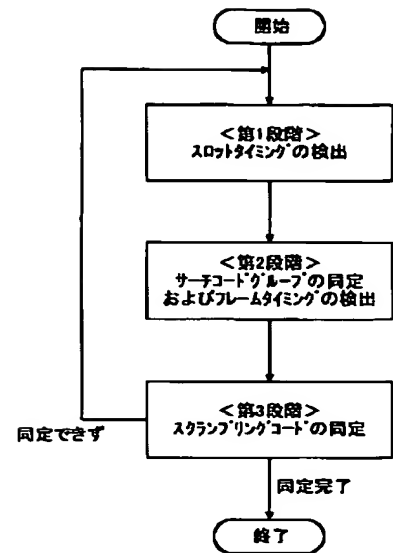 開始
＜第1段階＞
スロットタイミングの検出
＜第2段階＞
サーチコードグループの同定
およびフレームタイミングの検出
＜第3段階＞
スクランブリングコードの同定
同定できず
同定完了
終了